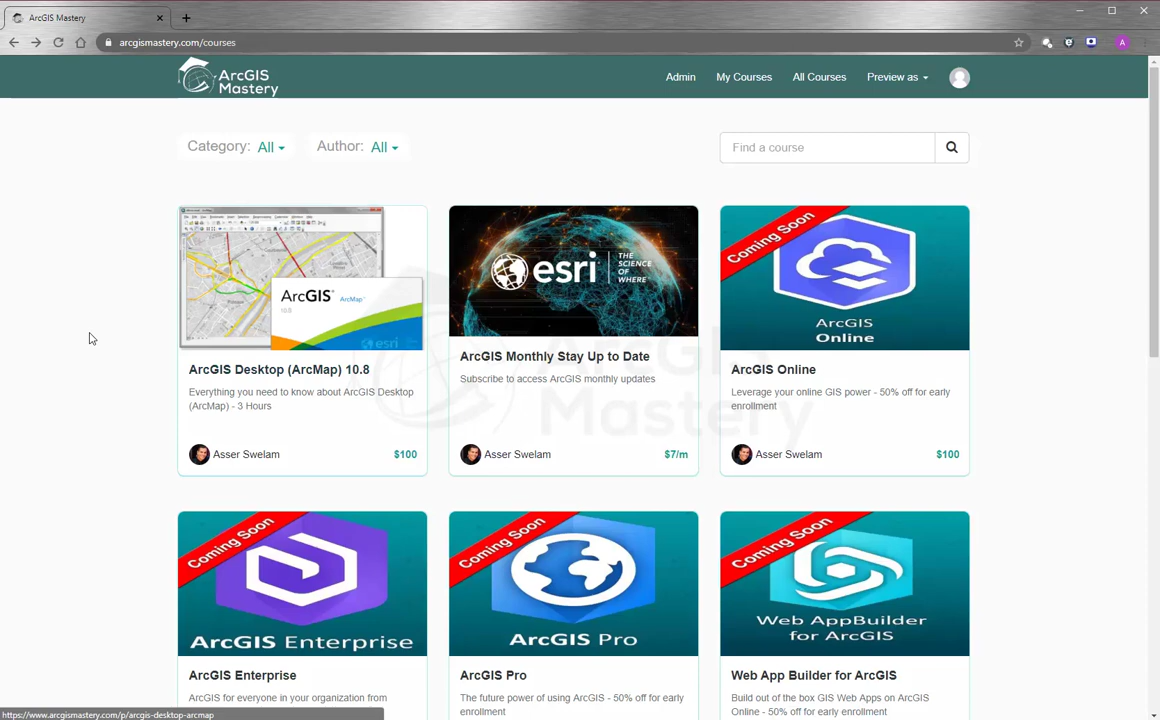 ArcGIS Mastery
arcgismastery.com/courses
A
ArcGIS
Mastery
Admin
My Courses
All Courses
Preview as
Category: All
Author: All
Find a course
ArcGIS® ArcMap™
10.8
esri
ArcGIS Desktop (ArcMap) 10.8
Everything you need to know about ArcGIS Desktop
(ArcMap) - 3 Hours
Asser Swelam
$100
esri
THE
SCIENCE
OF
WHERE
ArcGIS Monthly Stay Up to Date
Subscribe to access ArcGIS monthly updates
Asser Swelam
$7/m
Coming Soon
ArcGIS
Online
ArcGIS Online
Leverage your online GIS power - 50% off for early
enrollment
Asser Swelam
$100
ArcGIS
Mastery
Coming Soon
ArcGIS Enterprise
ArcGIS Enterprise
ArcGIS for everyone in your organization from
Coming Soon
ArcGIS Pro
ArcGIS Pro
The future power of using ArcGIS - 50% off for early
enrollment
Coming Soon
Web AppBuilder
for ArcGIS
Web App Builder for ArcGIS
Build out of the box GIS Web Apps on ArcGIS
Online - 50% off for early enrollment
https://www.arcgismastery.com/p/arcgis-desktop-arcmap